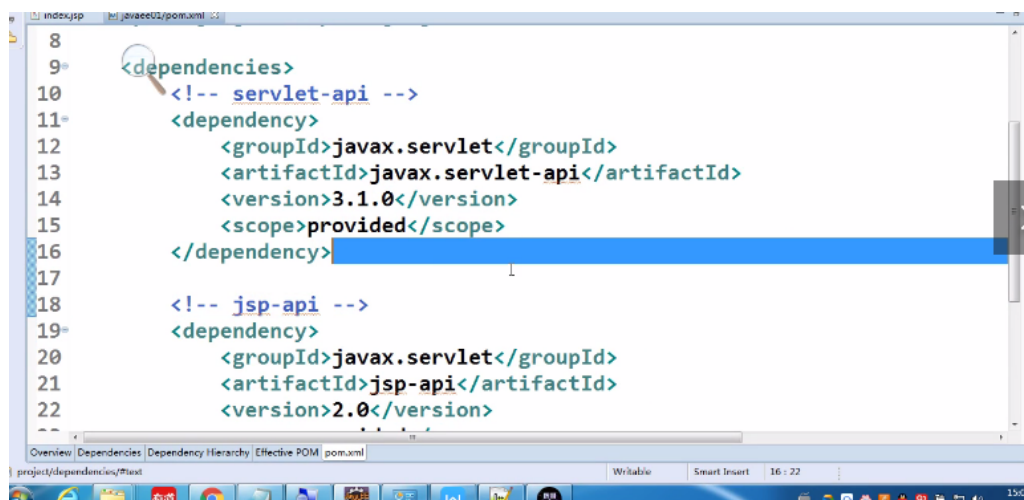 index.jsp javaee01/pom.xml
8
9 <dependencies>
10 <!-- servlet-api -->
11 <dependency>
12 <groupId>javax.servlet</groupId>
13 <artifactId>javax.servlet-api</artifactId>
14 <version>3.1.0</version>
15 <scope>provided</scope>
16 </dependency>
17
18 <!-- jsp-api -->
19 <dependency>
20 <groupId>javax.servlet</groupId>
21 <artifactId>jsp-api</artifactId>
22 <version>2.0</version>
Overview Dependencies Dependency Hierarchy Effective POM pom.xml
project/dependencies/#text Writable Smart Insert 16 : 22